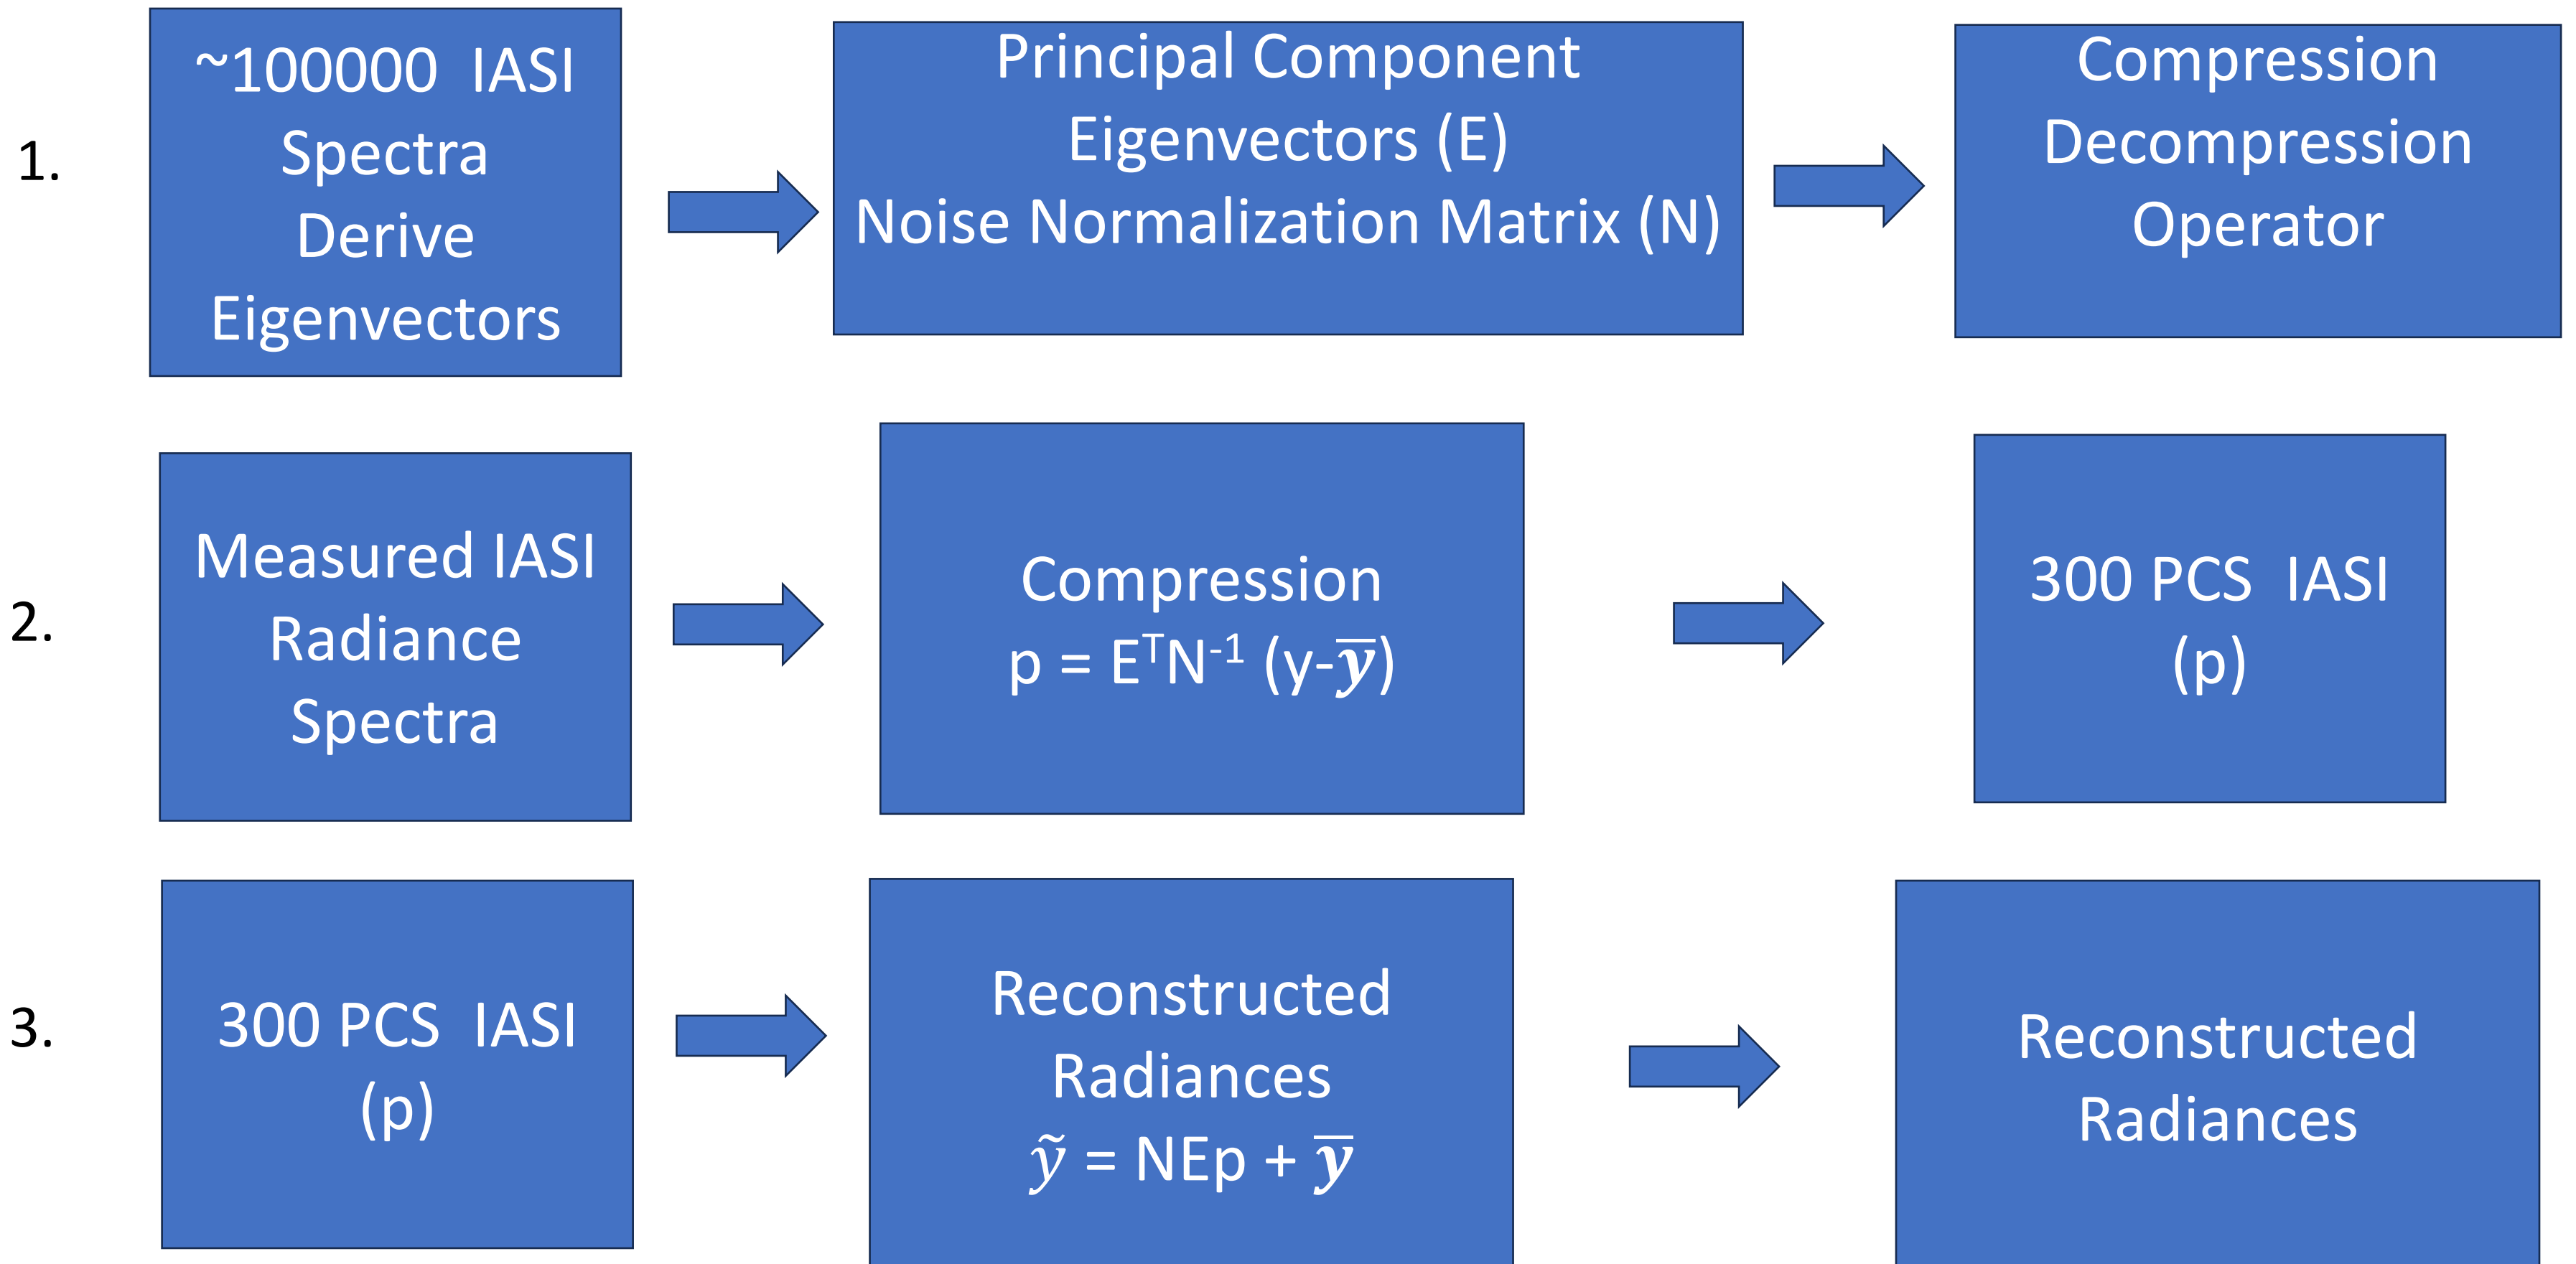 1.
~100000 IASI
Spectra
Derive
Eigenvectors
Principal Component
Eigenvectors (E)
Noise Normalization Matrix (N)
Compression
Decompression
Operator
2.
Measured IASI
Radiance
Spectra
Compression
p = EᵀN⁻¹ (y-y̅)
300 PCS IASI
(p)
3.
300 PCS IASI
(p)
Reconstructed
Radiances
ỹ = NEp + y̅
Reconstructed
Radiances